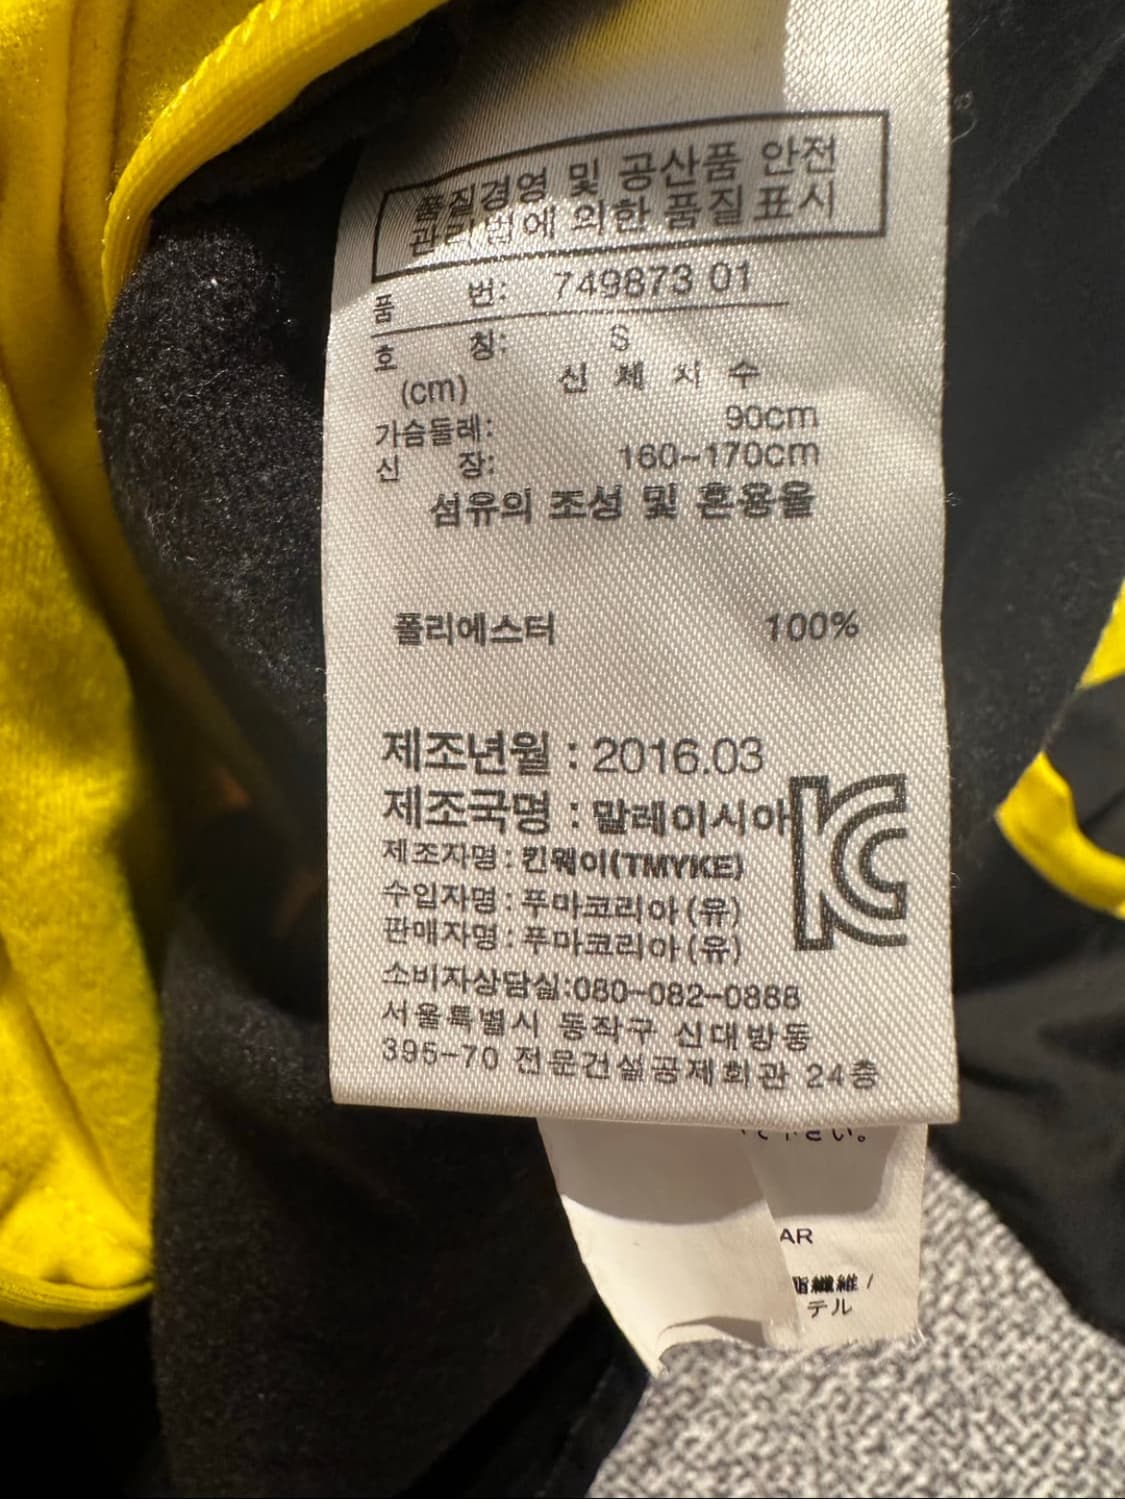 품질경영 및 공산품 안전
관리법에 의한 품질표시
품 번: 749873 01
호 칭: S
(cm) 신 체 치 수
가슴둘레: 90cm
신 장: 160~170cm
섬유의 조성 및 혼용율
폴리에스터 100%
제조년월 : 2016.03
제조국명 : 말레이시아
제조자명 : 킨웨이(TMYKE)
수입자명 : 푸마코리아 (유)
판매자명 : 푸마코리아 (유)
소비자상담실:080-082-0888
서울특별시 동작구 신대방동
395-70 전문건설공제회관 24층
AR
繊維 /
テル